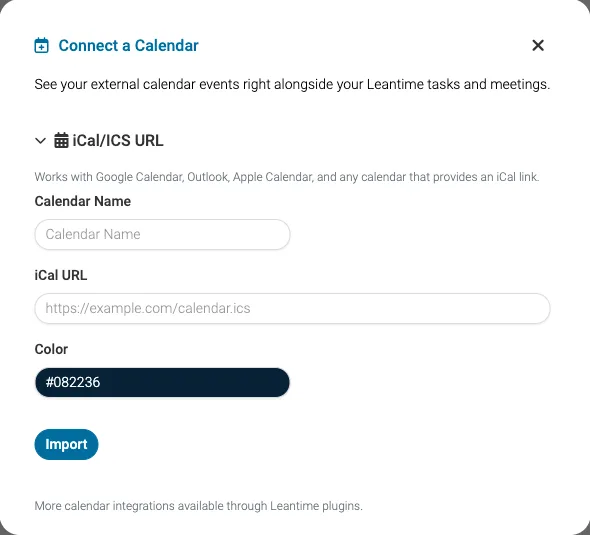 Connect a Calendar
See your external calendar events right alongside your Leantime tasks and meetings.
iCal/ICS URL
Works with Google Calendar, Outlook, Apple Calendar, and any calendar that provides an iCal link.
Calendar Name
Calendar Name
iCal URL
https://example.com/calendar.ics
Color
#082236
Import
More calendar integrations available through Leantime plugins.